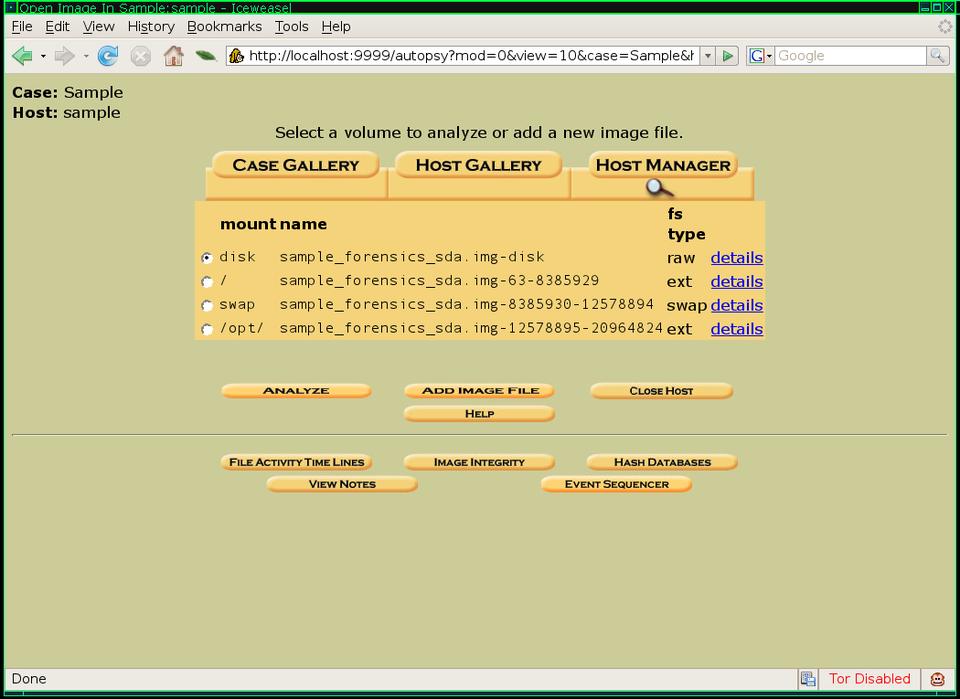 Open Image In Sample:sample - Iceweasel
File Edit View History Bookmarks Tools Help
http://localhost:9999/autopsy?mod=0&view=10&case=Sample&h
G Google
Case: Sample
Host: sample
Select a volume to analyze or add a new image file.
CASE GALLERY HOST GALLERY HOST MANAGER
mount name fs type
disk sample_forensics_sda.img-disk raw details
/ sample_forensics_sda.img-63-8385929 ext details
swap sample_forensics_sda.img-8385930-12578894 swap details
/opt/ sample_forensics_sda.img-12578895-20964824 ext details
ANALYZE ADD IMAGE FILE CLOSE HOST
HELP
FILE ACTIVITY TIME LINES IMAGE INTEGRITY HASH DATABASES
VIEW NOTES EVENT SEQUENCER
Done Tor Disabled